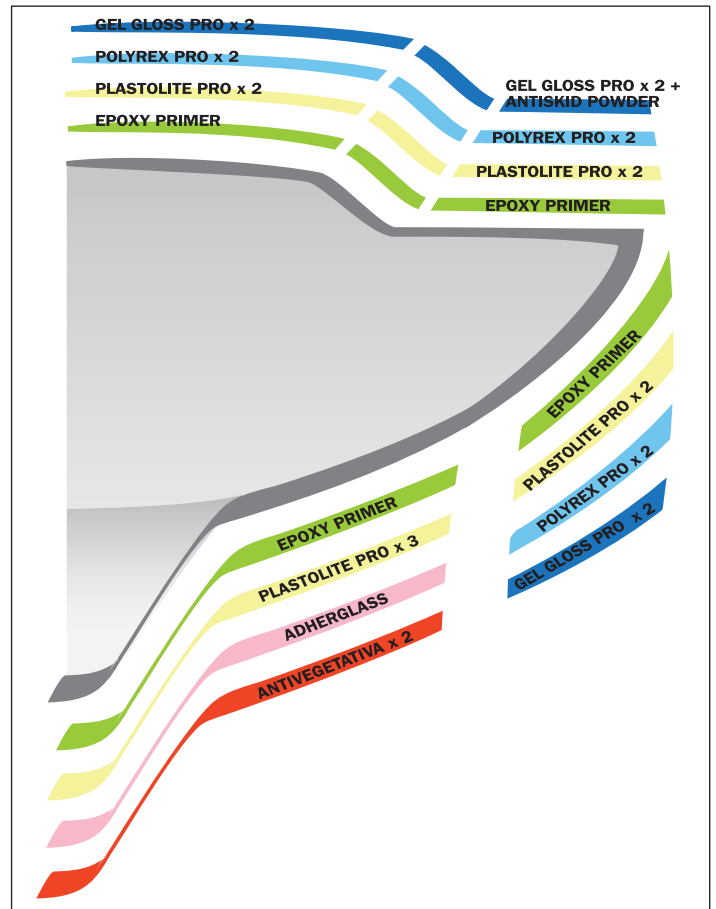 GEL GLOSS PRO x 2
POLYREX PRO x 2
PLASTOLITE PRO x 2
EPOXY PRIMER
GEL GLOSS PRO x 2 +
ANTISKID POWDER
POLYREX PRO x 2
PLASTOLITE PRO x 2
EPOXY PRIMER
EPOXY PRIMER
PLASTOLITE PRO x 2
POLYREX PRO x 2
GEL GLOSS PRO x 2
EPOXY PRIMER
PLASTOLITE PRO x 3
ADHERGLASS
ANTIVEGETATIVA x 2